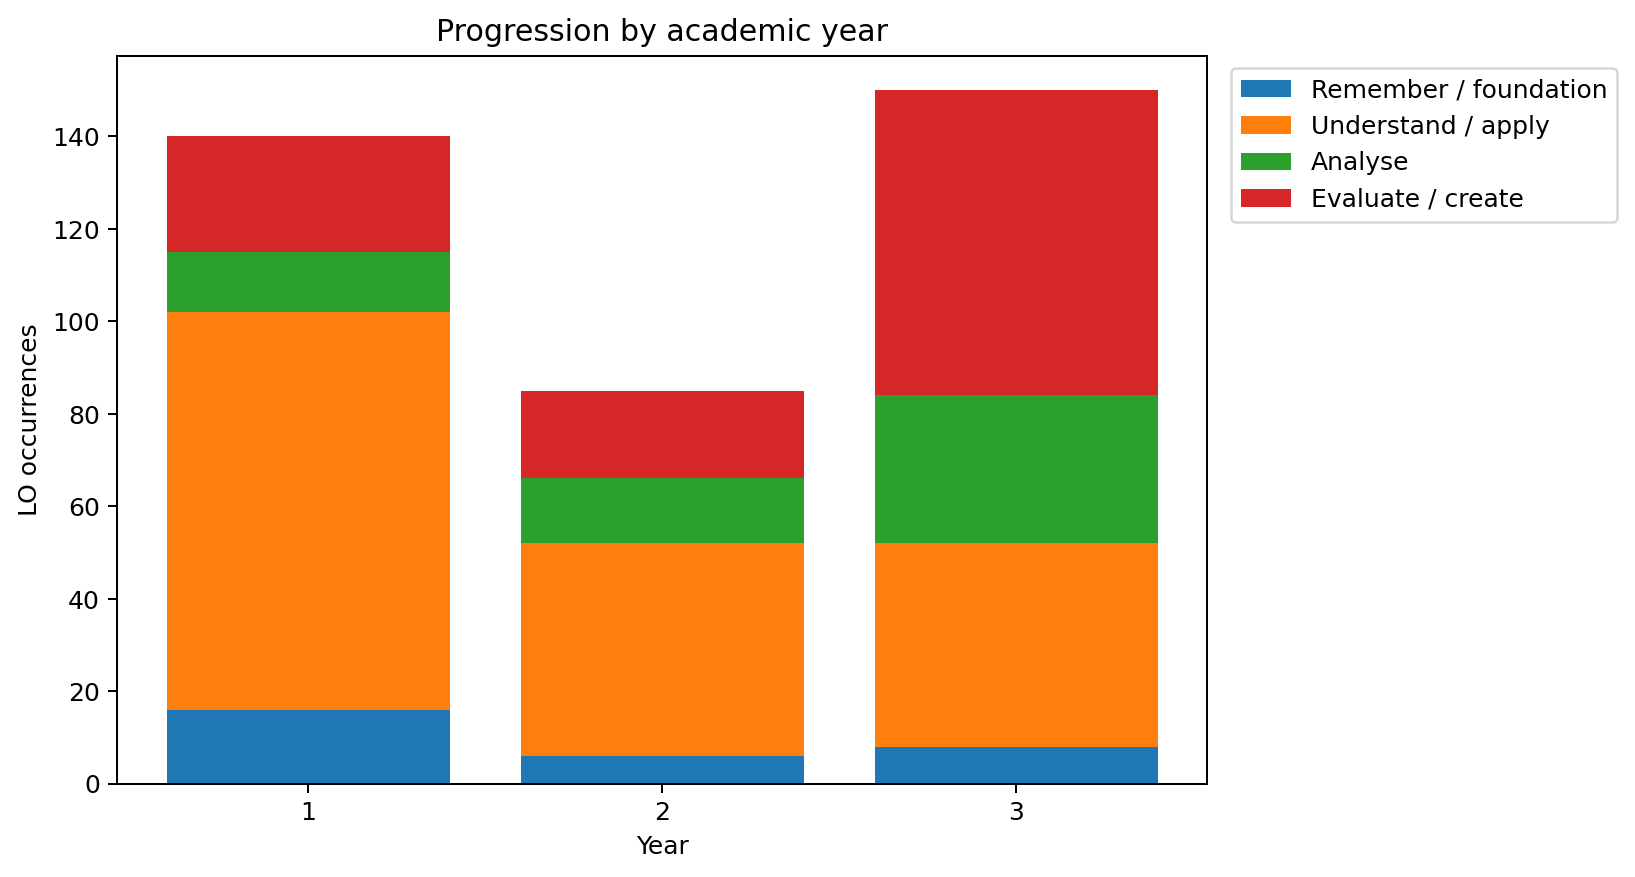 Progression by academic year
Remember / foundation
Understand / apply
Analyse
Evaluate / create
LO occurrences
140
120
100
80
60
40
20
0
1 2 3
Year